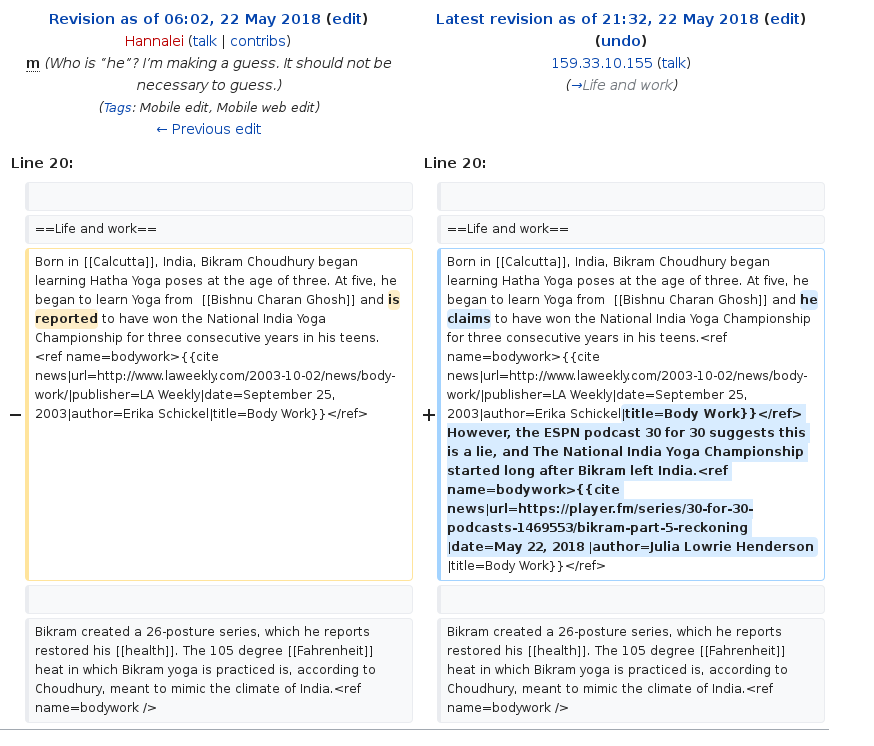 Revision as of 06:02, 22 May 2018 (edit)
Hannalei (talk | contribs)
m (Who is “he”? I’m making a guess. It should not be
necessary to guess.)
(Tags: Mobile edit, Mobile web edit)
← Previous edit
Latest revision as of 21:32, 22 May 2018 (edit)
(undo)
159.33.10.155 (talk)
(→Life and work)
Line 20:
Line 20:
==Life and work==
==Life and work==
Born in [[Calcutta]], India, Bikram Choudhury began
learning Hatha Yoga poses at the age of three. At five, he
began to learn Yoga from  [[Bishnu Charan Ghosh]] and is
reported to have won the National India Yoga
Championship for three consecutive years in his teens.
<ref name=bodywork>{{cite
news|url=http://www.laweekly.com/2003-10-02/news/body-
work/|publisher=LA Weekly|date=September 25,
− 2003|author=Erika Schickel|title=Body Work}}</ref>
Born in [[Calcutta]], India, Bikram Choudhury began
learning Hatha Yoga poses at the age of three. At five, he
began to learn Yoga from  [[Bishnu Charan Ghosh]] and he
claims to have won the National India Yoga Championship
for three consecutive years in his teens.<ref
name=bodywork>{{cite
news|url=http://www.laweekly.com/2003-10-02/news/body-
work/|publisher=LA Weekly|date=September 25,
+ 2003|author=Erika Schickel|title=Body Work}}</ref>
However, the ESPN podcast 30 for 30 suggests this
is a lie, and The National India Yoga Championship
started long after Bikram left India.<ref
name=bodywork>{{cite
news|url=https://player.fm/series/30-for-30-
podcasts-1469553/bikram-part-5-reckoning
|date=May 22, 2018 |author=Julia Lowrie Henderson
|title=Body Work}}</ref>
Bikram created a 26-posture series, which he reports
restored his [[health]]. The 105 degree [[Fahrenheit]]
heat in which Bikram yoga is practiced is, according to
Choudhury, meant to mimic the climate of India.<ref
name=bodywork />
Bikram created a 26-posture series, which he reports
restored his [[health]]. The 105 degree [[Fahrenheit]]
heat in which Bikram yoga is practiced is, according to
Choudhury, meant to mimic the climate of India.<ref
name=bodywork />